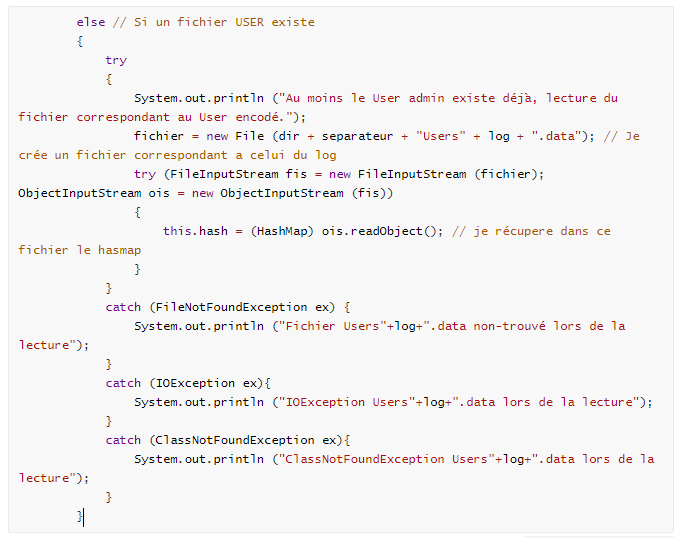 else // Si un fichier USER existe
{
try
{
System.out.println ("Au moins le User admin existe déjà, lecture du
fichier correspondant au User encodé.");
fichier = new File (dir + separateur + "Users" + log + ".data"); // Je
crée un fichier correspondant a celui du log
try (FileInputStream fis = new FileInputStream (fichier);
ObjectInputStream ois = new ObjectInputStream (fis))
{
this.hash = (HashMap) ois.readObject(); // je récupere dans ce
fichier le hasmap
}
}
catch (FileNotFoundException ex) {
System.out.println ("Fichier Users"+log+".data non-trouvé lors de la
lecture");
}
catch (IOException ex){
System.out.println ("IOException Users"+log+".data lors de la lecture");
}
catch (ClassNotFoundException ex){
System.out.println ("ClassNotFoundException Users"+log+".data lors de la
lecture");
}
}